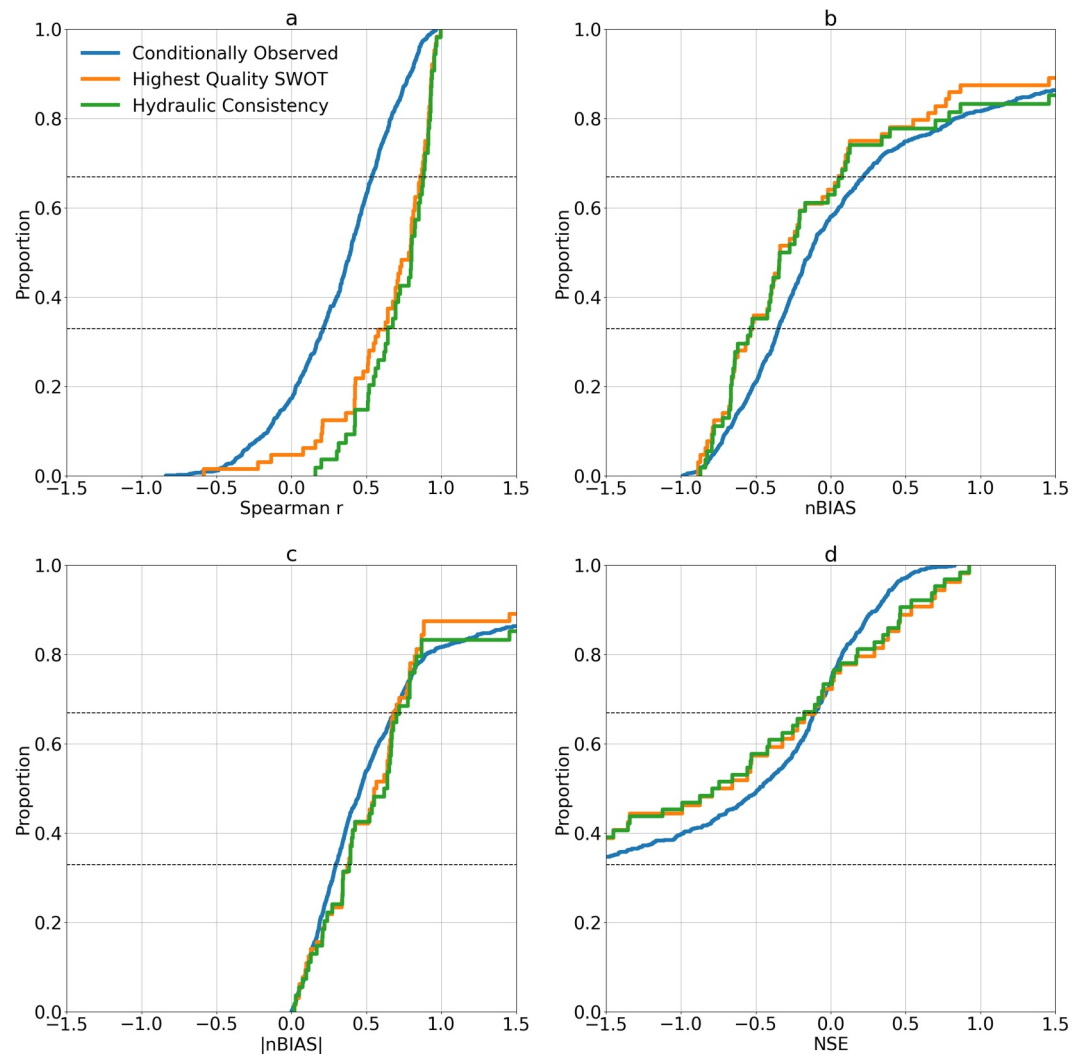 a
Conditionally Observed
Highest Quality SWOT
Hydraulic Consistency
1.0
0.8
0.6
0.4
0.2
0.0
Proportion
−1.5 −1.0 −0.5 0.0 0.5 1.0 1.5
Spearman r
b
1.0
0.8
0.6
0.4
0.2
0.0
Proportion
−1.5 −1.0 −0.5 0.0 0.5 1.0 1.5
nBIAS
c
1.0
0.8
0.6
0.4
0.2
0.0
Proportion
−1.5 −1.0 −0.5 0.0 0.5 1.0 1.5
|nBIAS|
d
1.0
0.8
0.6
0.4
0.2
0.0
Proportion
−1.5 −1.0 −0.5 0.0 0.5 1.0 1.5
NSE